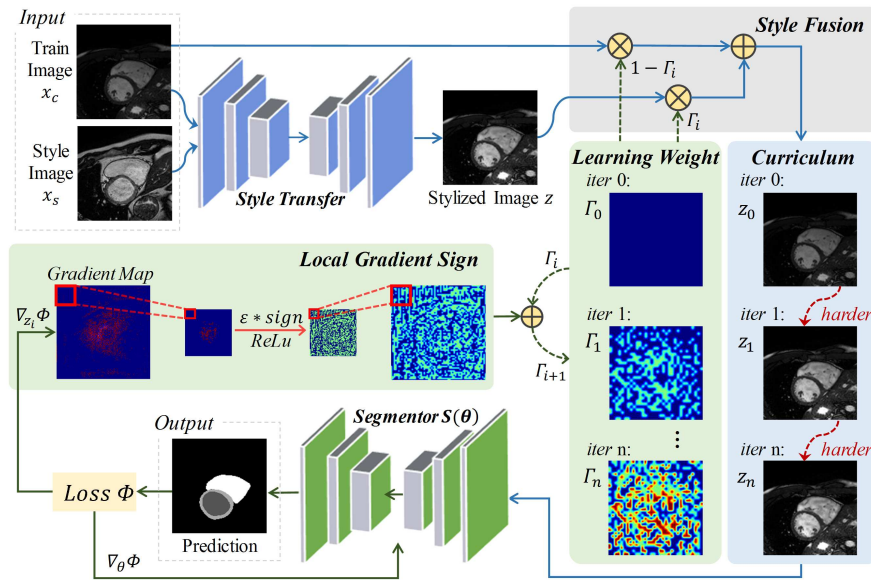 Input
Train
Image
x_c
Style
Image
x_s
Style Transfer
Stylized Image z
Style Fusion
1 − Γ_i
Γ_i
Learning Weight
iter 0:
Γ_0
iter 1:
Γ_1
⋮
iter n:
Γ_n
Curriculum
iter 0:
z_0
harder
iter 1:
z_1
harder
iter n:
z_n
Local Gradient Sign
Gradient Map
∇_{z_i}Φ
ε * sign
ReLu
Γ_i
Γ_{i+1}
Output
Prediction
Segmentor S(θ)
Loss Φ
∇_θΦ